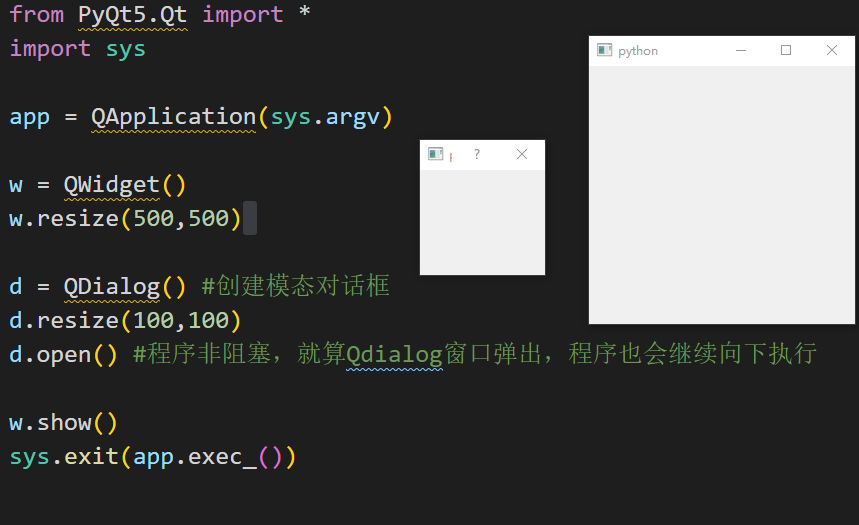 from PyQt5.Qt import *
import sys
python
app = QApplication(sys.argv)
?
w = QWidget()
w.resize(500,500)
d = QDialog() #创建模态对话框
d.resize(100,100)
d.open() #程序非阻塞，就算Qdialog窗口弹出，程序也会继续向下执行
w.show()
sys.exit(app.exec_())